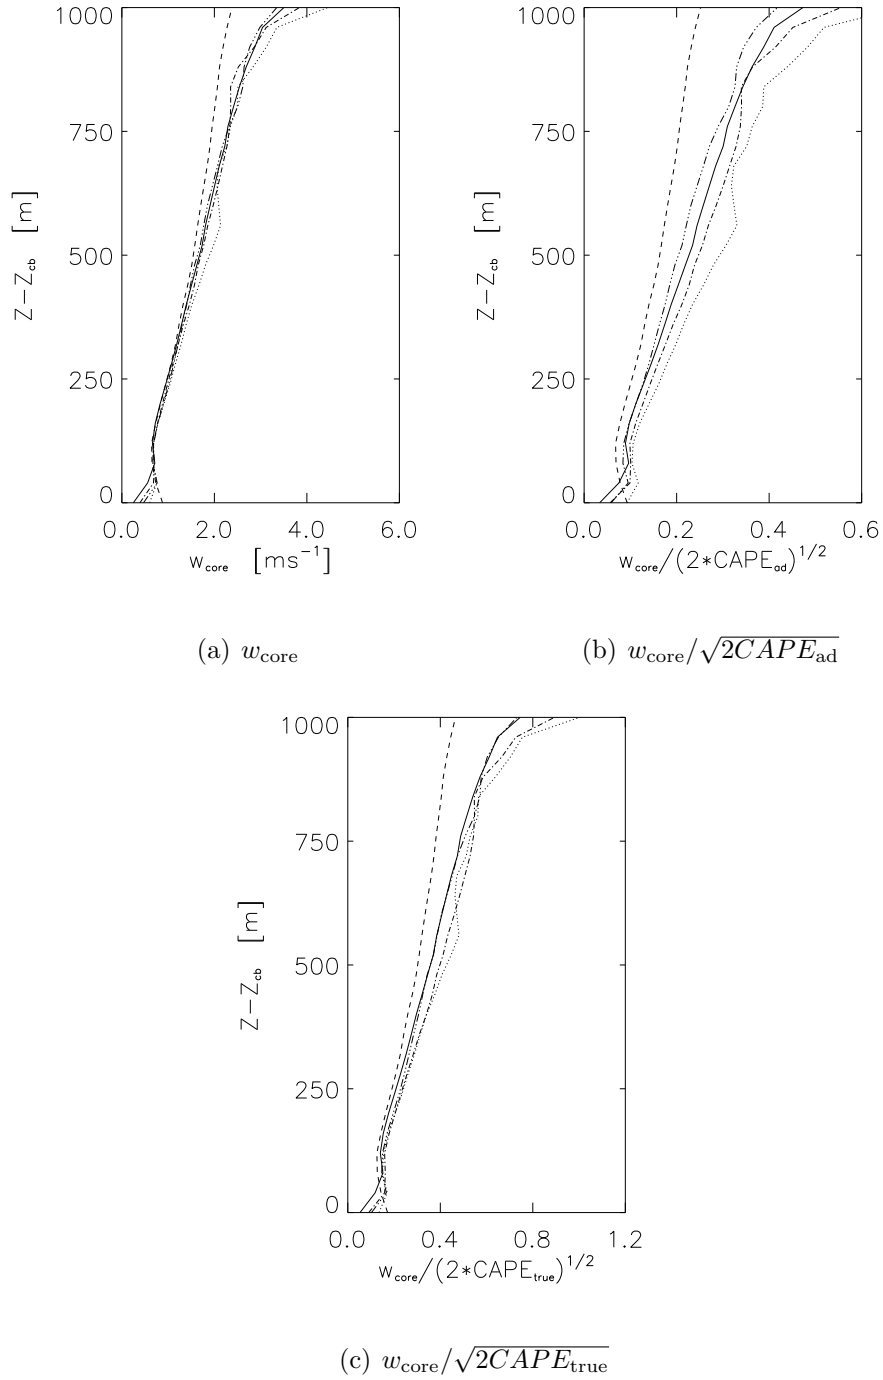 1000
750
500
250
0
Z−Z_cb [m]
0.0 2.0 4.0 6.0
w_core [ms⁻¹]
(a) w_core
1000
750
500
250
0
Z−Z_cb [m]
0.0 0.2 0.4 0.6
w_core/(2*CAPE_ad)^1/2
(b) w_core/√2CAPE_ad
1000
750
500
250
0
Z−Z_cb [m]
0.0 0.4 0.8 1.2
w_core/(2*CAPE_true)^1/2
(c) w_core/√2CAPE_true